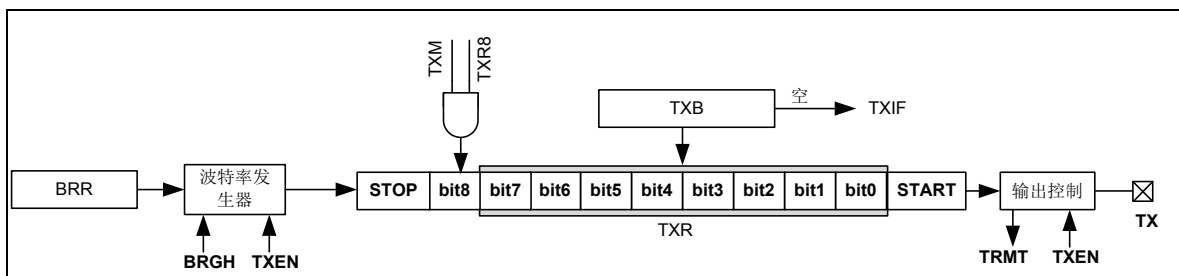 TXM
TXR8
TXB
空
TXIF
BRR
波特率发
生器
STOP bit8 bit7 bit6 bit5 bit4 bit3 bit2 bit1 bit0 START
输出控制
TX
TXR
BRGH
TXEN
TRMT
TXEN